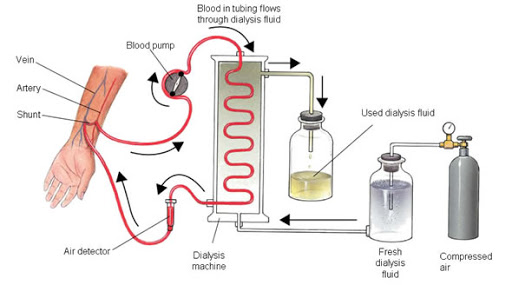 Blood in tubing flows
through dialysis fluid
Blood pump
Vein
Artery
Shunt
Used dialysis fluid
Air detector
Dialysis
machine
Fresh
dialysis
fluid
Compressed
air